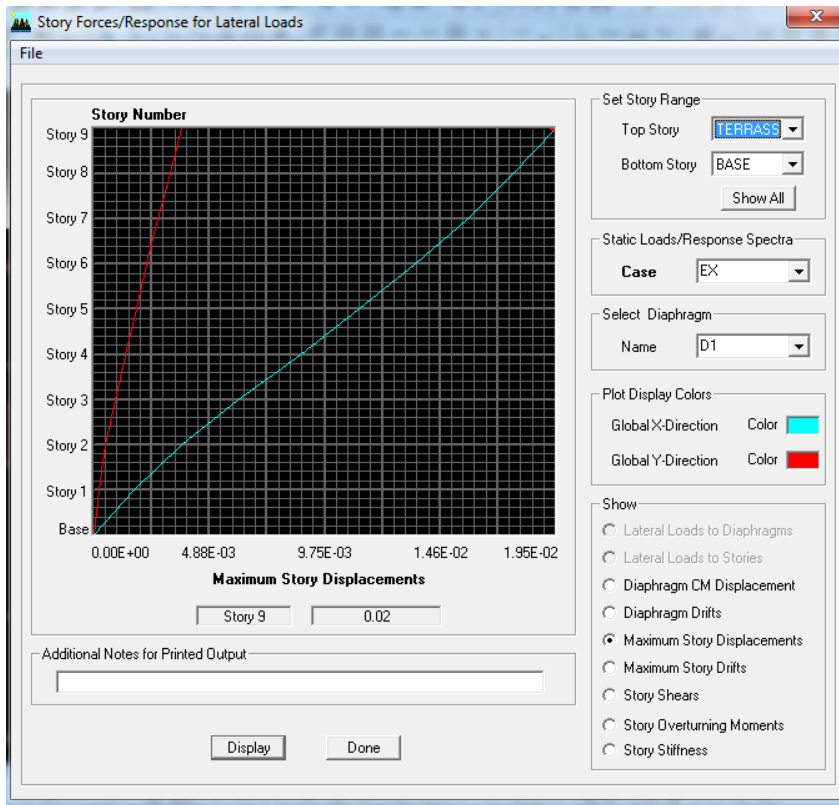 Story Forces/Response for Lateral Loads
File
Story Number
Story 9
Story 8
Story 7
Story 6
Story 5
Story 4
Story 3
Story 2
Story 1
Base
0.00E+00 4.88E-03 9.75E-03 1.46E-02 1.95E-02
Maximum Story Displacements
Story 9 0.02
Additional Notes for Printed Output
Display Done
Set Story Range
Top Story TERRASS
Bottom Story BASE
Show All
Static Loads/Response Spectra
Case EX
Select Diaphragm
Name D1
Plot Display Colors
Global X-Direction Color
Global Y-Direction Color
Show
Lateral Loads to Diaphragms
Lateral Loads to Stories
Diaphragm CM Displacement
Diaphragm Drifts
Maximum Story Displacements
Maximum Story Drifts
Story Shears
Story Overturning Moments
Story Stiffness